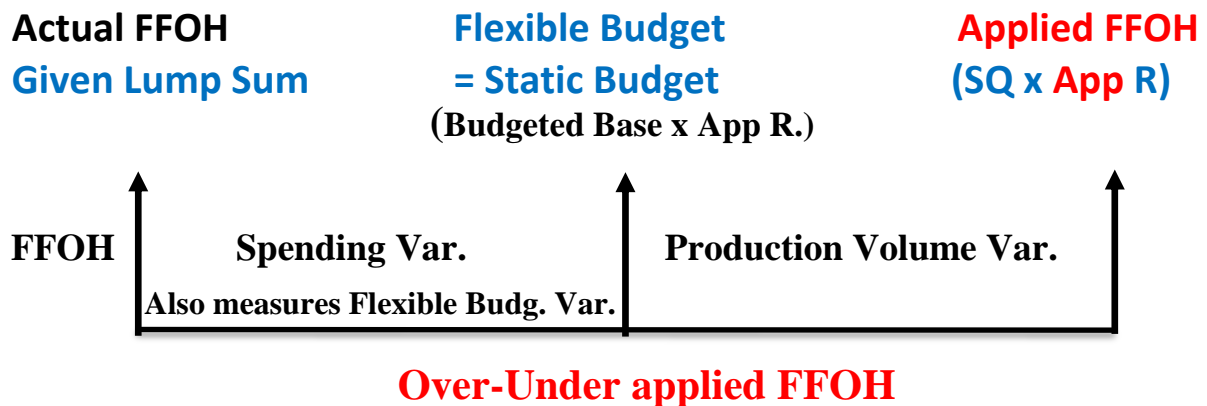 Actual FFOH Flexible Budget Applied FFOH
Given Lump Sum = Static Budget (SQ x App R)
(Budgeted Base x App R.)
FFOH Spending Var. Production Volume Var.
Also measures Flexible Budg. Var.
Over-Under applied FFOH